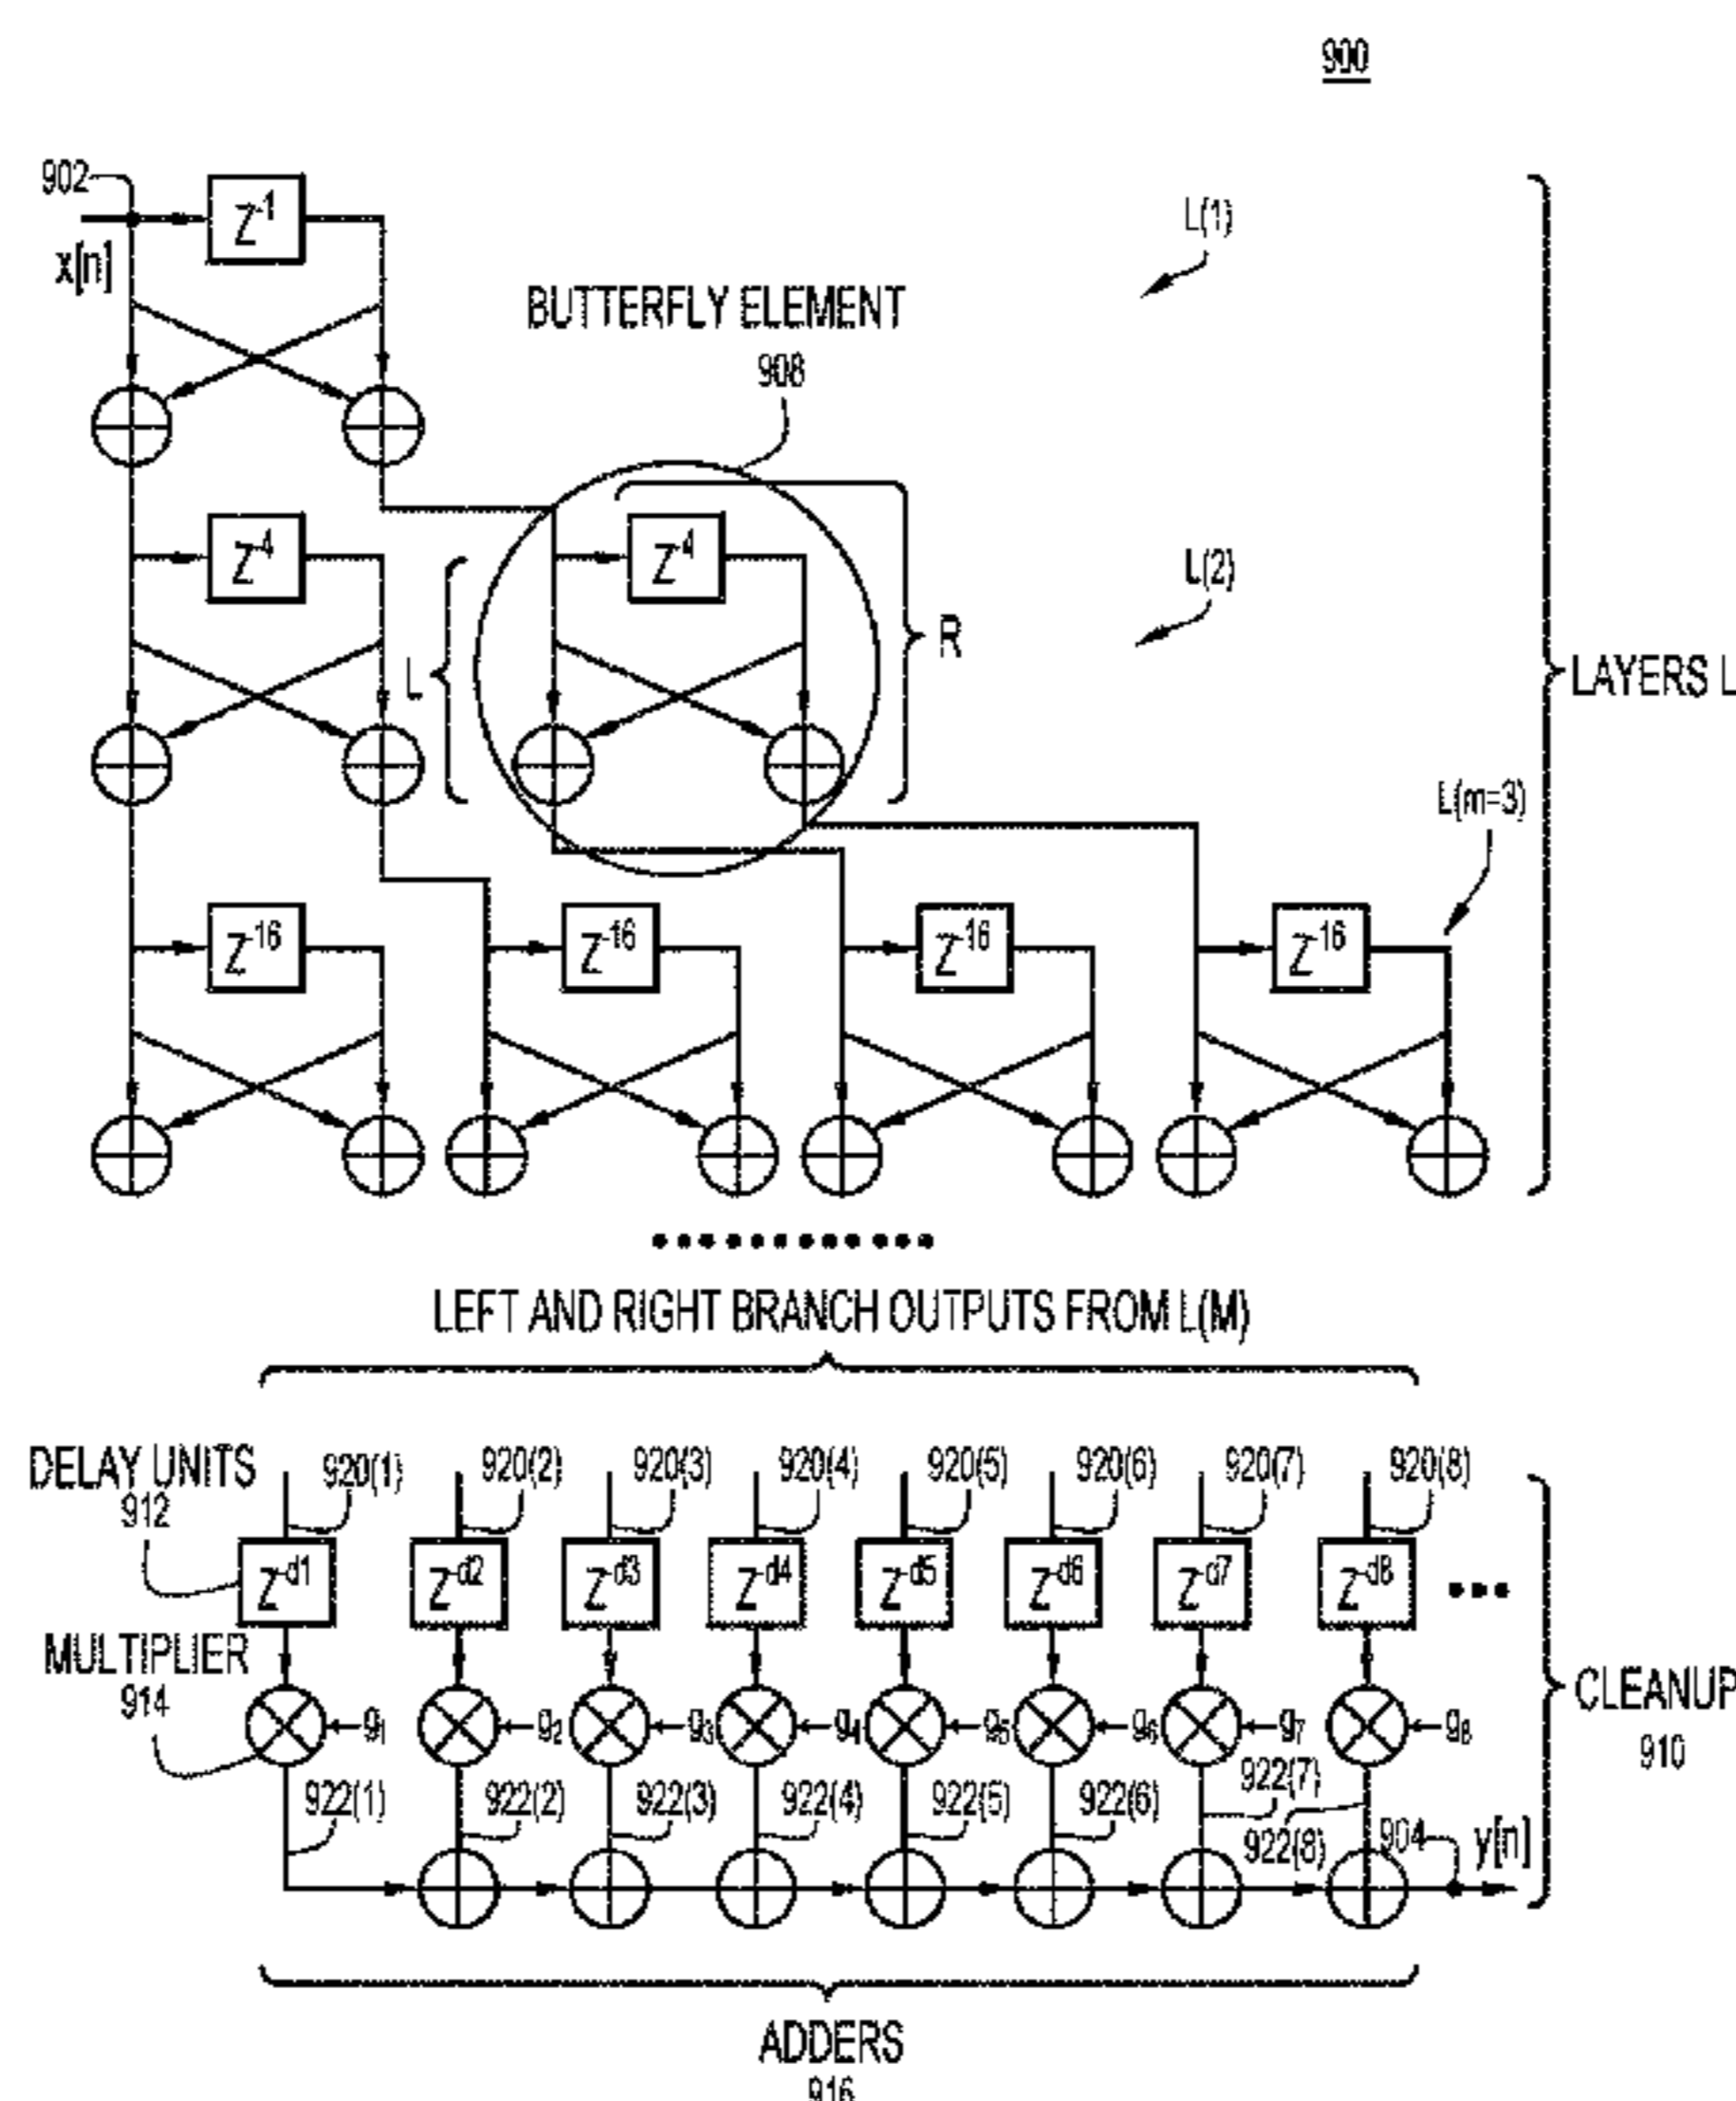 900
902
Z-1
L(1)
x[n]
BUTTERFLY ELEMENT
908
Z-4
Z-4
L(2)
L
R
LAYERS L
L(m=3)
Z-16
Z-16
Z-16
Z-16
LEFT AND RIGHT BRANCH OUTPUTS FROM L(M)
DELAY UNITS
912
920(1)
920(2)
920(3)
920(4)
920(5)
920(6)
920(7)
920(8)
Z-d1
Z-d2
Z-d3
Z-d4
Z-d5
Z-d6
Z-d7
Z-d8
MULTIPLIER
914
g1
g2
g3
g4
g5
g6
g7
g8
CLEANUP
910
922(1)
922(2)
922(3)
922(4)
922(5)
922(6)
922(7)
922(8)
904
y[n]
ADDERS
916